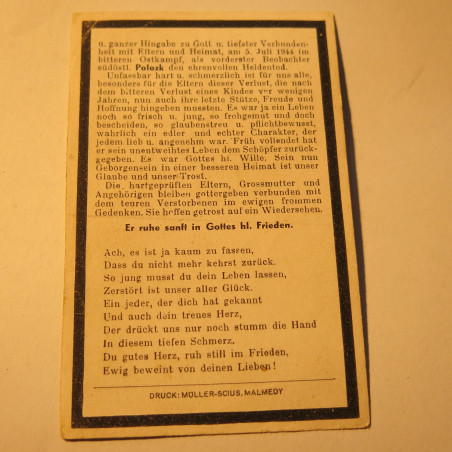 u. ganzer Hingabe zu Gott u. tiefster Verbunden-
heit mit Eltern und Heimat, am 5. Juli 1944 im
bitteren Ostkampf, als vorderster Beobachter
südöstl. Polozk den ehrenvollen Heldentod.
Unfassbar hart u. schmerzlich ist für uns alle,
besonders für die Eltern dieser Verlust, die nach
dem bitteren Verlust eines Kindes vor wenigen
Jahren, nun auch ihre letzte Stütze, Freude und
Hoffnung hingeben mussten. Es war ja ein Leben
noch so frisch u. jung, so frohgemut und doch
bescheiden, so glaubenstreu u. pflichtbewusst,
wahrlich ein edler und echter Charakter, der
jedem lieb u. angenehm war. Früh vollendet hat
er sein unentweihtes Leben dem Schöpfer zurück-
gegeben. Es war Gottes hl. Wille. Sein nun
Geborgensein in einer besseren Heimat ist unser
Glaube und unser Trost.
Die hartgeprüften Eltern, Grossmutter und
Angehörigen bleiben gottergeben verbunden mit
dem teuren Verstorbenen im ewigen frommen
Gedenken. Sie hoffen getrost auf ein Wiedersehen.
Er ruhe sanft in Gottes hl. Frieden.
Ach, es ist ja kaum zu fassen,
Dass du nicht mehr kehrst zurück.
So jung musst du dein Leben lassen,
Zerstört ist unser aller Glück.
Ein jeder, der dich hat gekannt
Und auch dein treues Herz,
Der drückt uns nur noch stumm die Hand
In diesem tiefen Schmerz.
Du gutes Herz, ruh still im Frieden,
Ewig beweint von deinen Lieben!
DRUCK: MÜLLER-SCIUS, MALMEDY